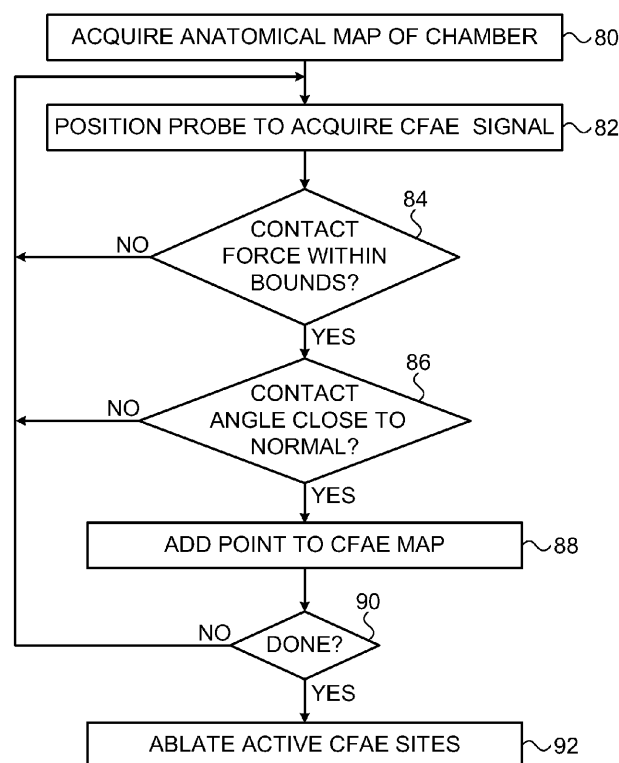 ACQUIRE ANATOMICAL MAP OF CHAMBER 80
POSITION PROBE TO ACQUIRE CFAE SIGNAL 82
84
CONTACT
FORCE WITHIN
BOUNDS?
NO
YES
86
CONTACT
ANGLE CLOSE TO
NORMAL?
NO
YES
ADD POINT TO CFAE MAP 88
90
DONE?
NO
YES
ABLATE ACTIVE CFAE SITES 92